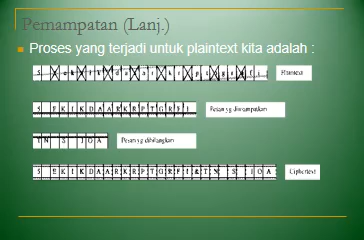 Pemampatan (Lanj.)
Proses yang terjadi untuk plaintext kita adalah :
Plaintext
S E K I K D A A R K R P T G R F I
Pesan yg dimampatkan
Pesan yg dihilangkan
S E K I K D A A R K R P T G R F I & T N S I O A
Ciphertext